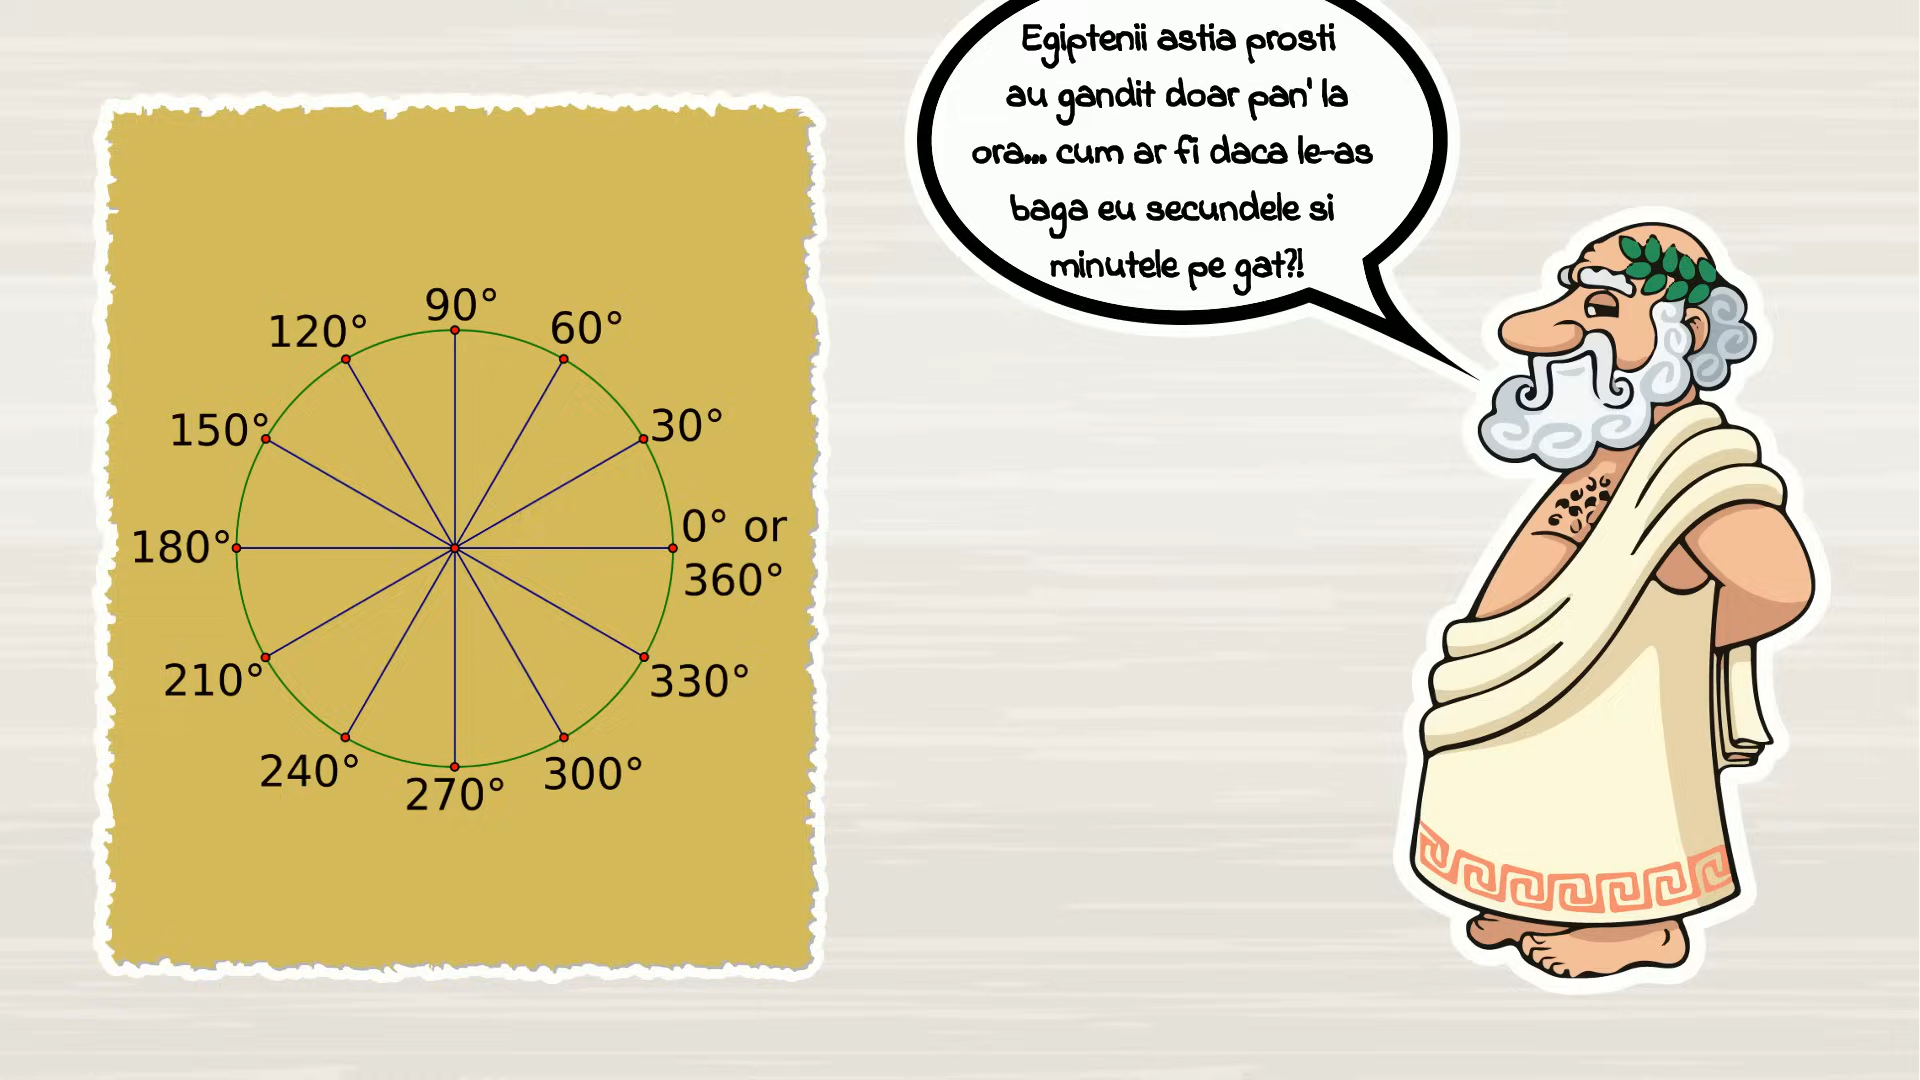 Egiptenii astia prosti
au gandit doar pan' la
ora... cum ar fi daca le-as
baga eu secundele si
minutele pe gat?!
90°
120°
60°
150°
30°
180°
0° or
360°
210°
330°
240°
270°
300°